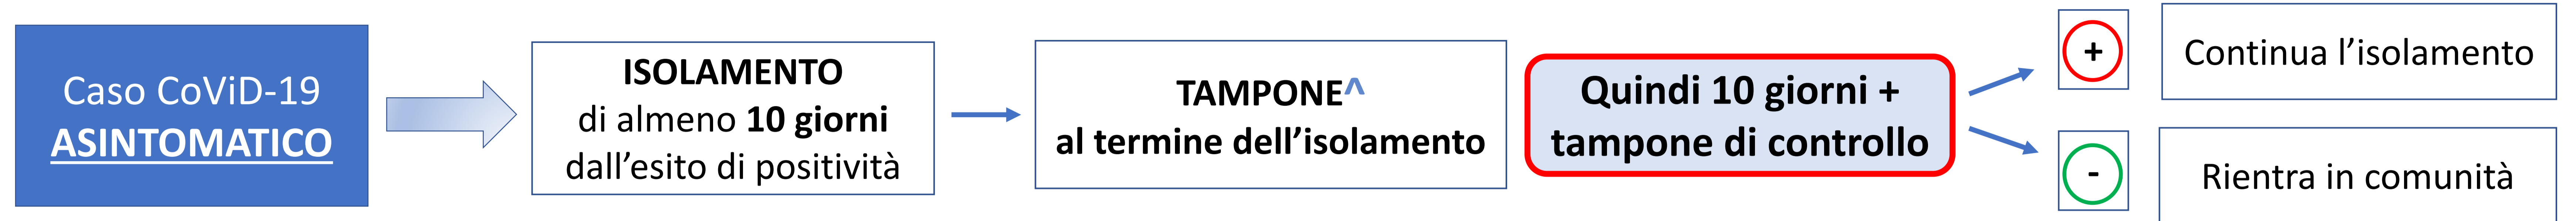 Caso CoViD-19
ASINTOMATICO
ISOLAMENTO
di almeno 10 giorni
dall’esito di positività
TAMPONE^
al termine dell’isolamento
Quindi 10 giorni +
tampone di controllo
+
Continua l’isolamento
-
Rientra in comunità